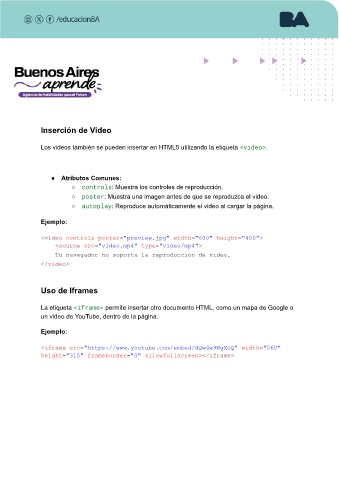 /educacionBA
BA
Buenos Aires
aprende
Agencia de Habilidades para el Futuro
Inserción de Video
Los videos también se pueden insertar en HTML5 utilizando la etiqueta <video>.
● Atributos Comunes:
○ controls: Muestra los controles de reproducción.
○ poster: Muestra una imagen antes de que se reproduzca el video.
○ autoplay: Reproduce automáticamente el video al cargar la página.
Ejemplo:
<video controls poster="preview.jpg" width="600" height="400">
<source src="video.mp4" type="video/mp4">
Tu navegador no soporta la reproducción de video.
</video>
Uso de Iframes
La etiqueta <iframe> permite insertar otro documento HTML, como un mapa de Google o
un video de YouTube, dentro de la página.
Ejemplo:
<iframe src="https://www.youtube.com/embed/dQw4w9WgXcQ" width="560"
height="315" frameborder="0" allowfullscreen></iframe>